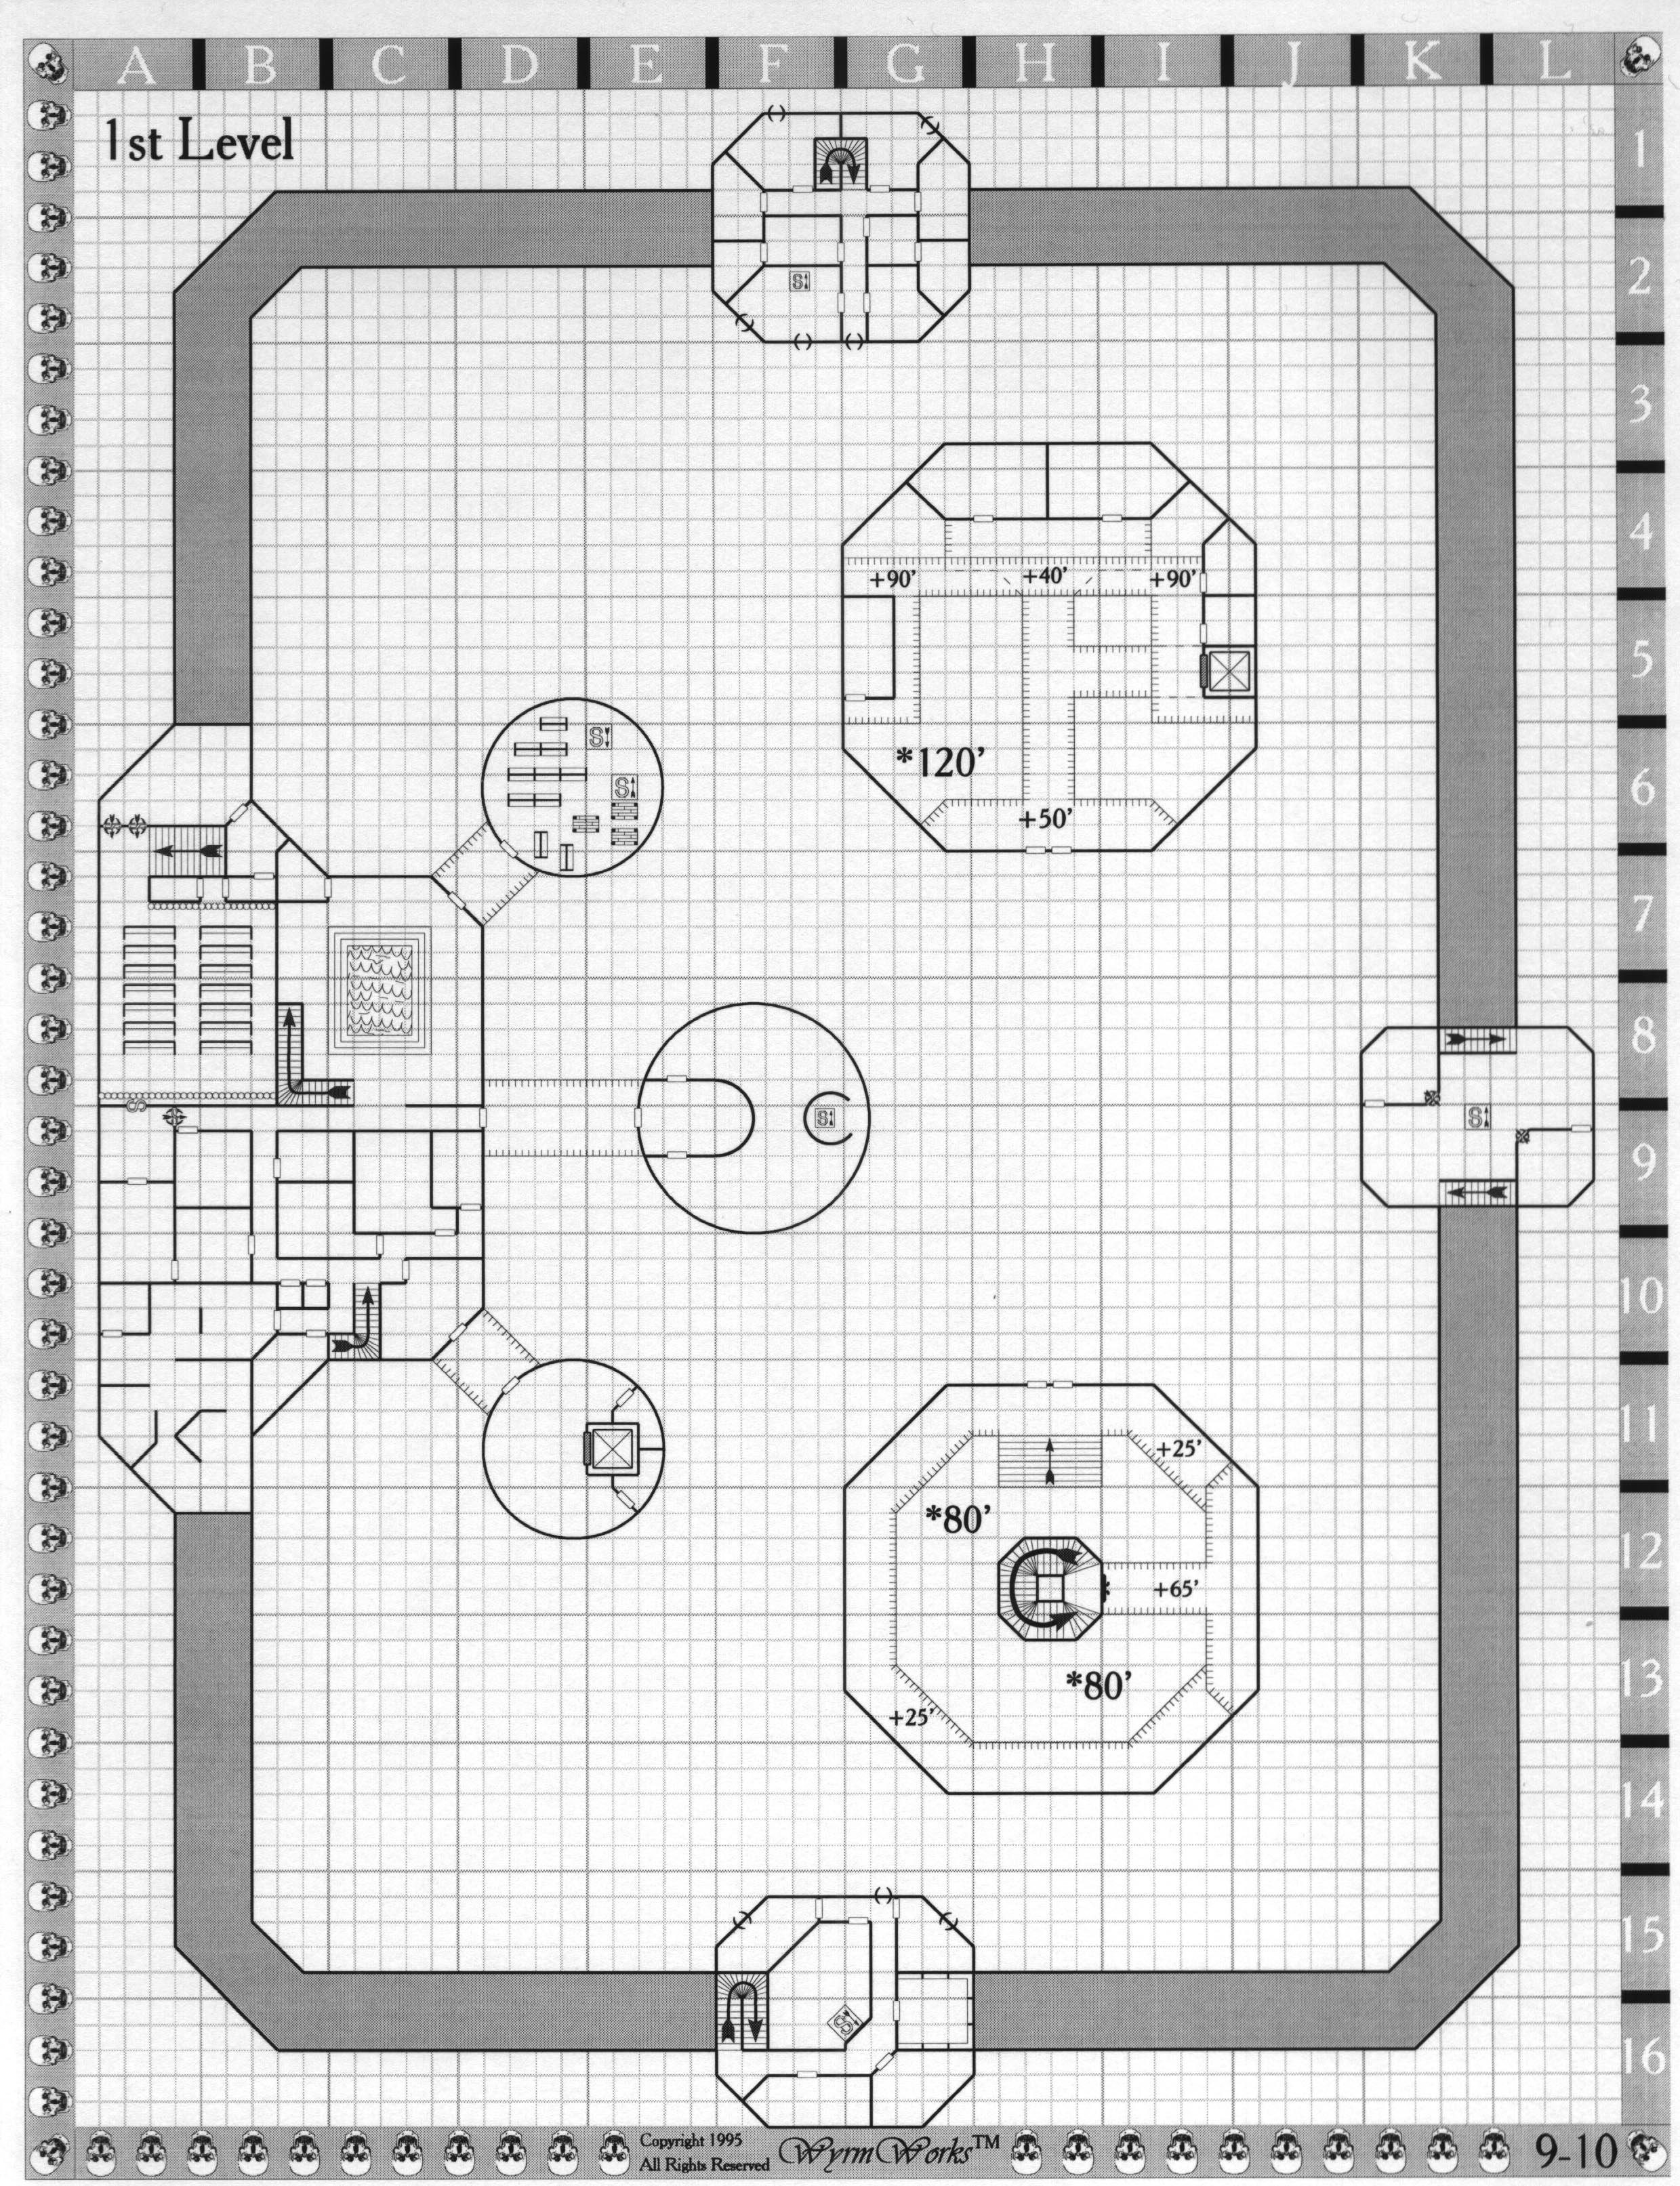 A B C D E F G H I J K L
1st Level
1
2
3
4
5
6
7
8
9
10
11
12
13
14
15
16
S
+90' +40' +90'
S
*120'
S
+50'
S
S
S
+25'
*80'
+65'
*80'
+25'
S
Copyright 1995
All Rights Reserved
WyrmWorks™
9-10